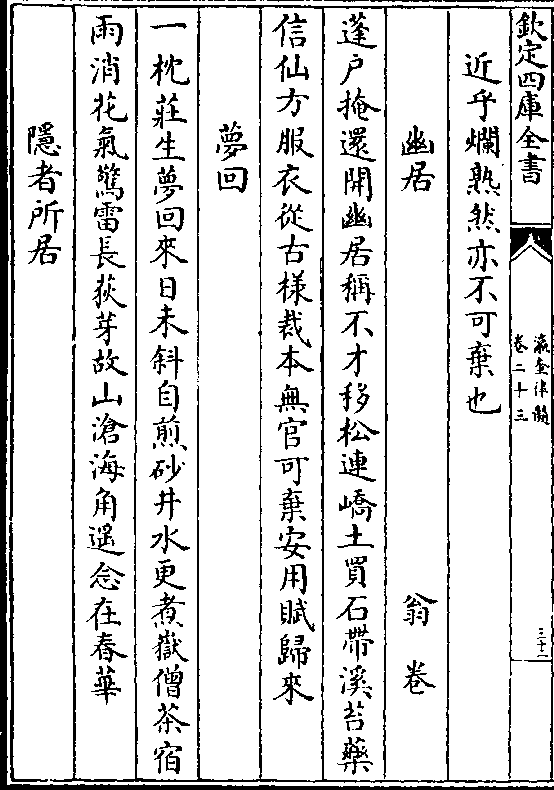 欽定四庫全書
瀛奎律髓
卷二十三
三十二
近乎爛熟然亦不可棄也
幽居
翁卷
蓬户掩還開幽居稱不才移松連嶠土買石帶溪苔藥
信仙方服衣從古樣裁本無官可棄安用賦歸來
夢回
一枕莊生夢回來日未斜自煎砂井水更煮嶽僧茶宿
雨消花氣驚雷長荻芽故山滄海角遥念在春華
隱者所居